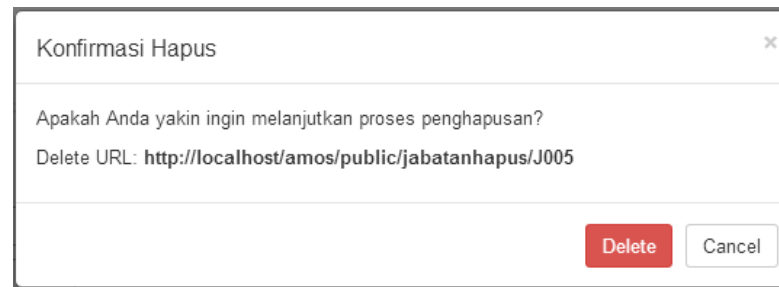 Konfirmasi Hapus
×
Apakah Anda yakin ingin melanjutkan proses penghapusan?
Delete URL: http://localhost/amos/public/jabatanhapus/J005
Delete Cancel